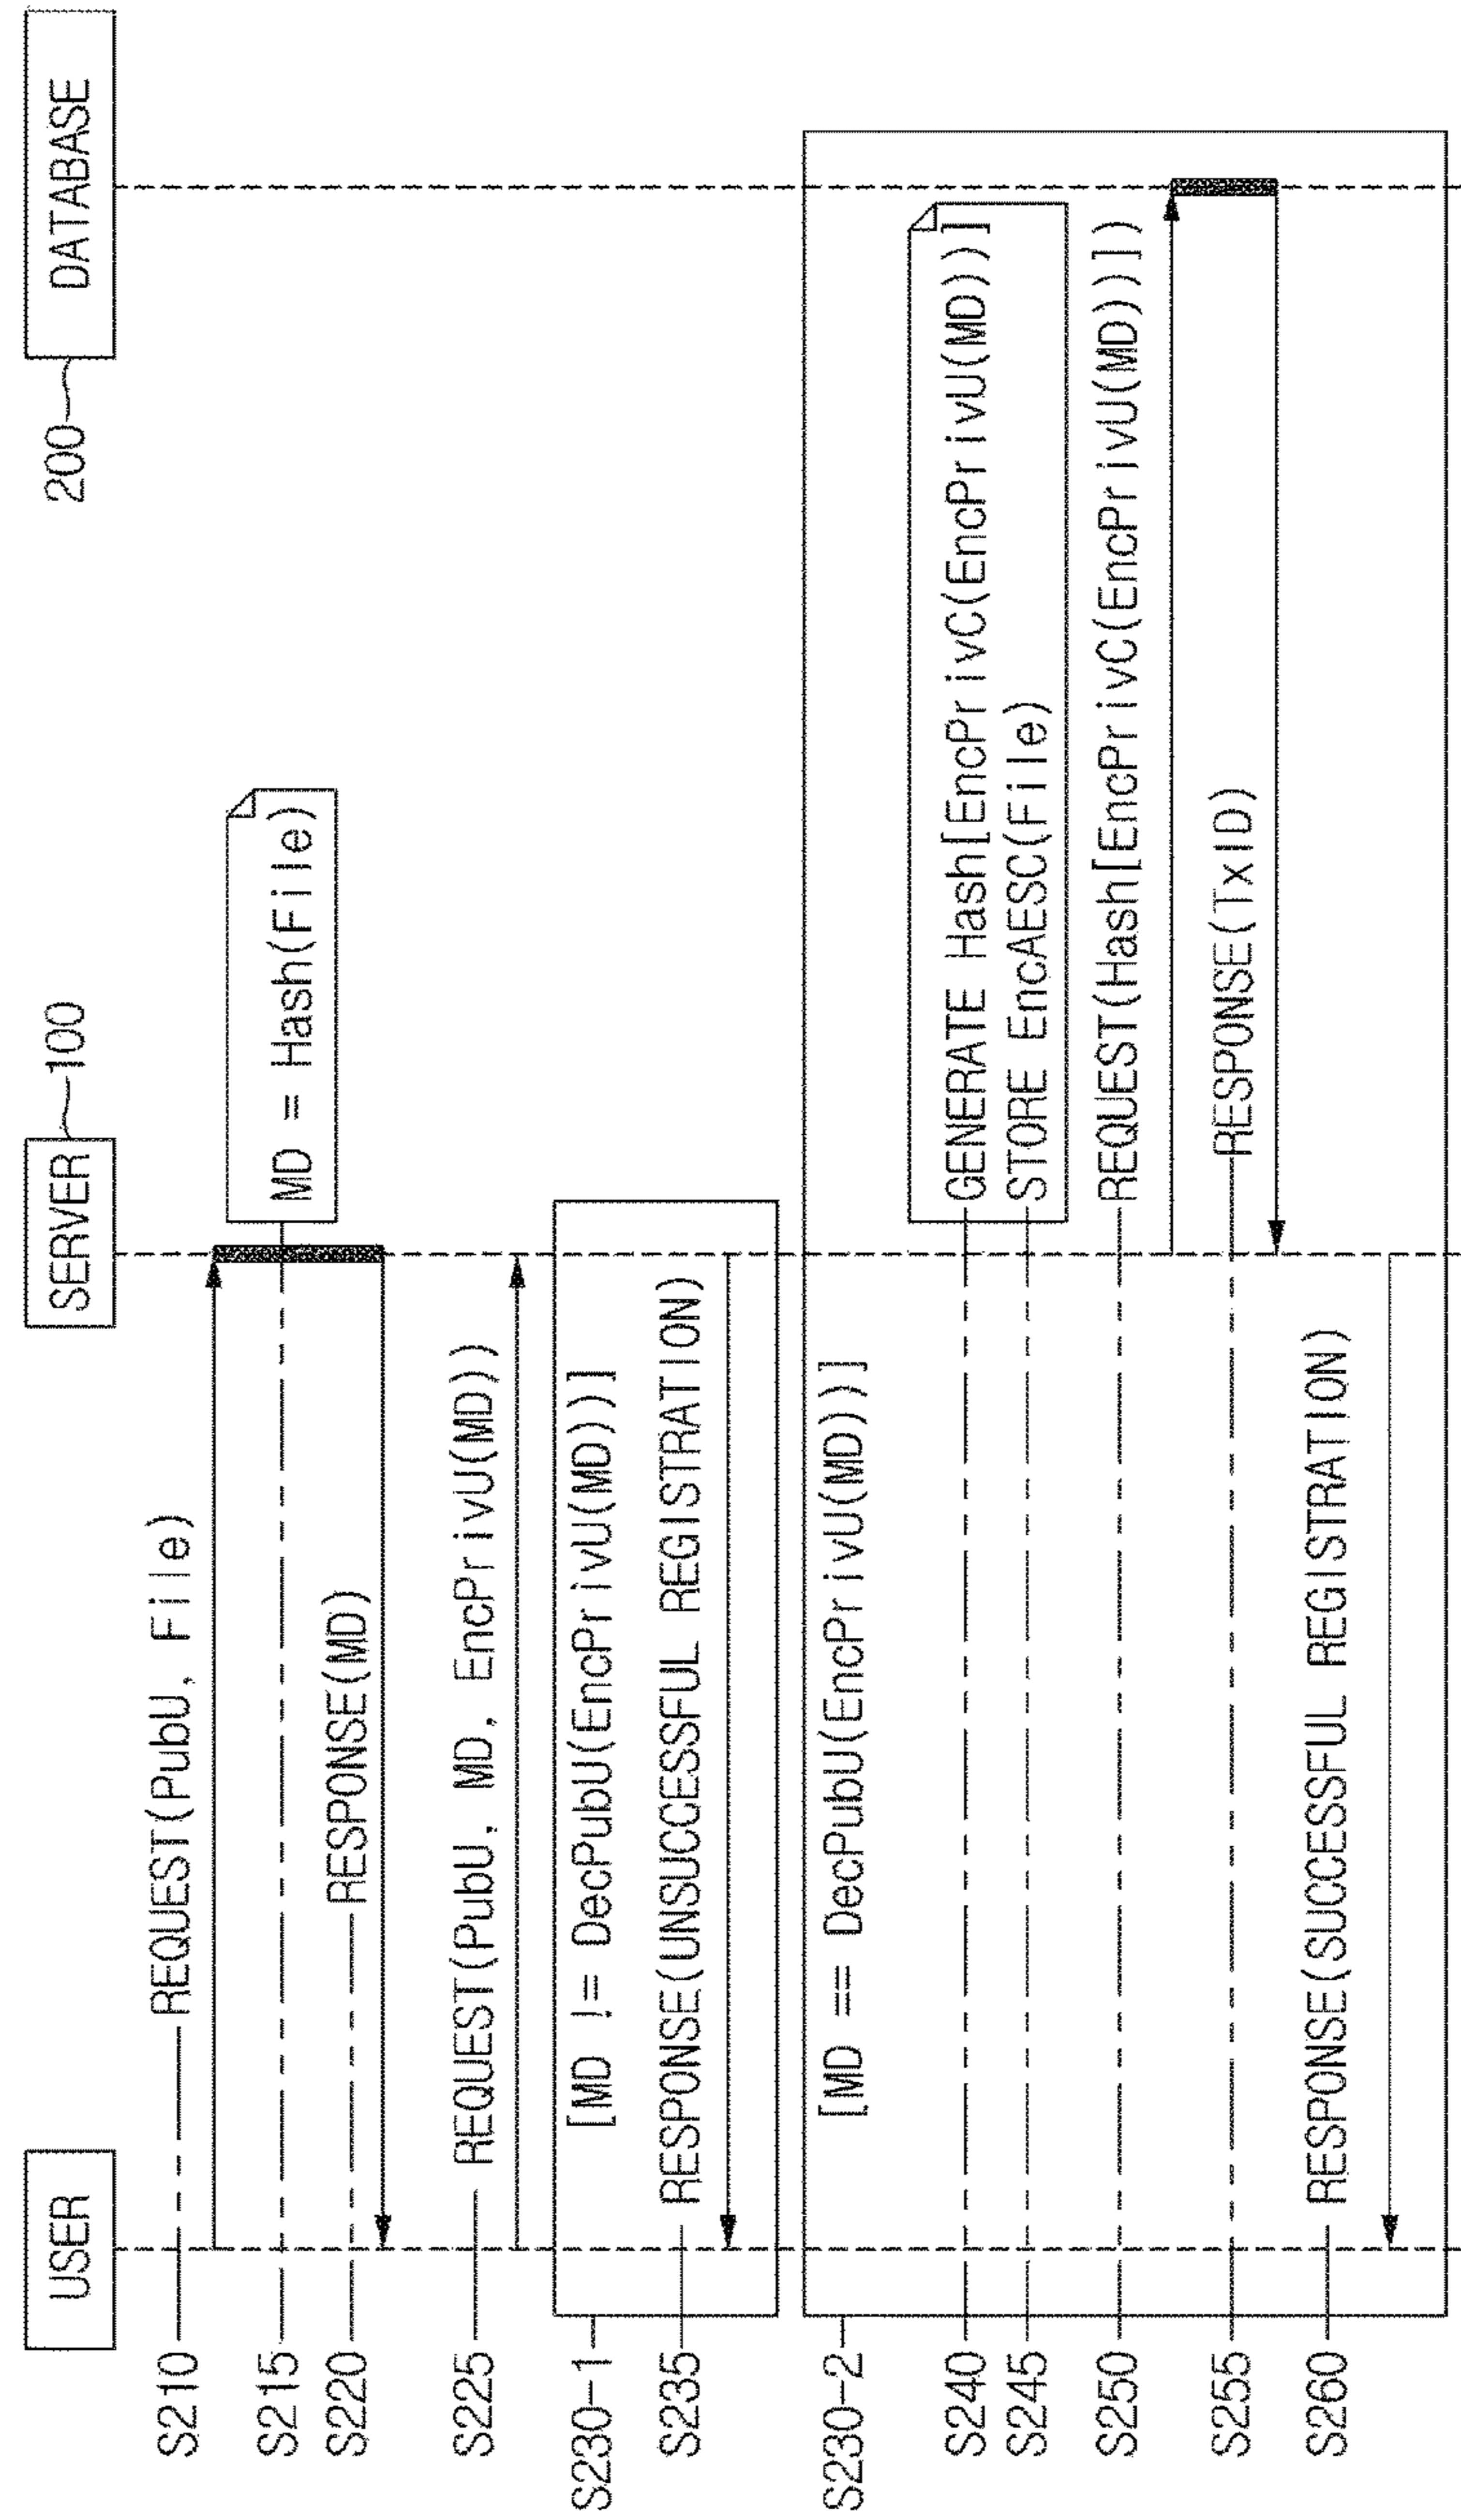 USER
SERVER
100
DATABASE
200
S210
REQUEST(PubU, File)
S215
MD = Hash(File)
S220
RESPONSE(MD)
S225
REQUEST(PubU, MD, EncPrivU(MD))
S230-1
[MD != DecPubU(EncPrivU(MD))]
S235
RESPONSE(UNSUCCESSFUL REGISTRATION)
S230-2
[MD == DecPubU(EncPrivU(MD))]
S240
GENERATE Hash[EncPrivC(EncPrivU(MD))]
S245
STORE EncAESC(File)
S250
REQUEST(Hash[EncPrivC(EncPrivU(MD))])
S255
RESPONSE(TxID)
S260
RESPONSE(SUCCESSFUL REGISTRATION)